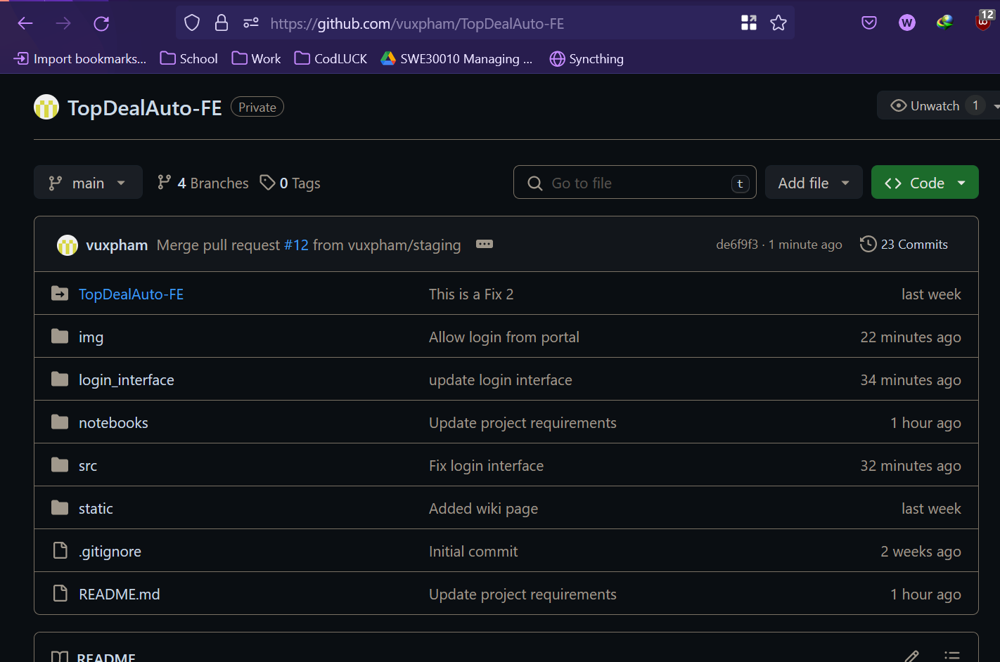 12
https://github.com/vuxpham/TopDealAuto-FE
W
Import bookmarks... School Work CodLUCK SWE30010 Managing ... Syncthing
TopDealAuto-FE Private Unwatch 1
main 4 Branches 0 Tags Go to file t Add file Code
vuxpham Merge pull request #12 from vuxpham/staging de6f9f3 · 1 minute ago 23 Commits
TopDealAuto-FE This is a Fix 2 last week
img Allow login from portal 22 minutes ago
login_interface update login interface 34 minutes ago
notebooks Update project requirements 1 hour ago
src Fix login interface 32 minutes ago
static Added wiki page last week
.gitignore Initial commit 2 weeks ago
README.md Update project requirements 1 hour ago
README